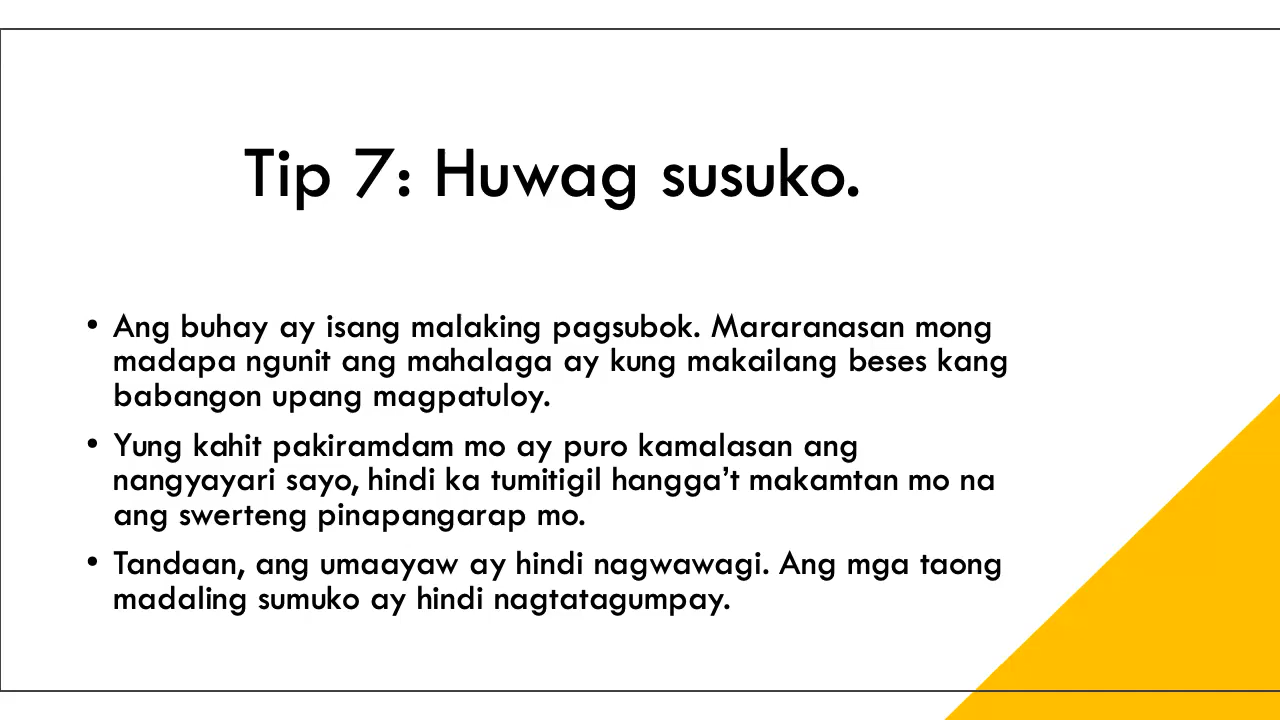 Tip 7: Huwag susuko.
• Ang buhay ay isang malaking pagsubok. Mararanasan mong
madapa ngunit ang mahalaga ay kung makailang beses kang
babangon upang magpatuloy.
• Yung kahit pakiramdam mo ay puro kamalasan ang
nangyayari sayo, hindi ka tumitigil hangga’t makamtan mo na
ang swerteng pinapangarap mo.
• Tandaan, ang umaayaw ay hindi nagwawagi. Ang mga taong
madaling sumuko ay hindi nagtatagumpay.